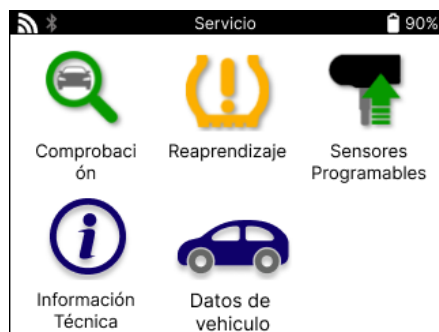 Servicio 90%
Comprobaci
ón
Reaprendizaje
Sensores
Programables
Información
Técnica
Datos de
vehiculo